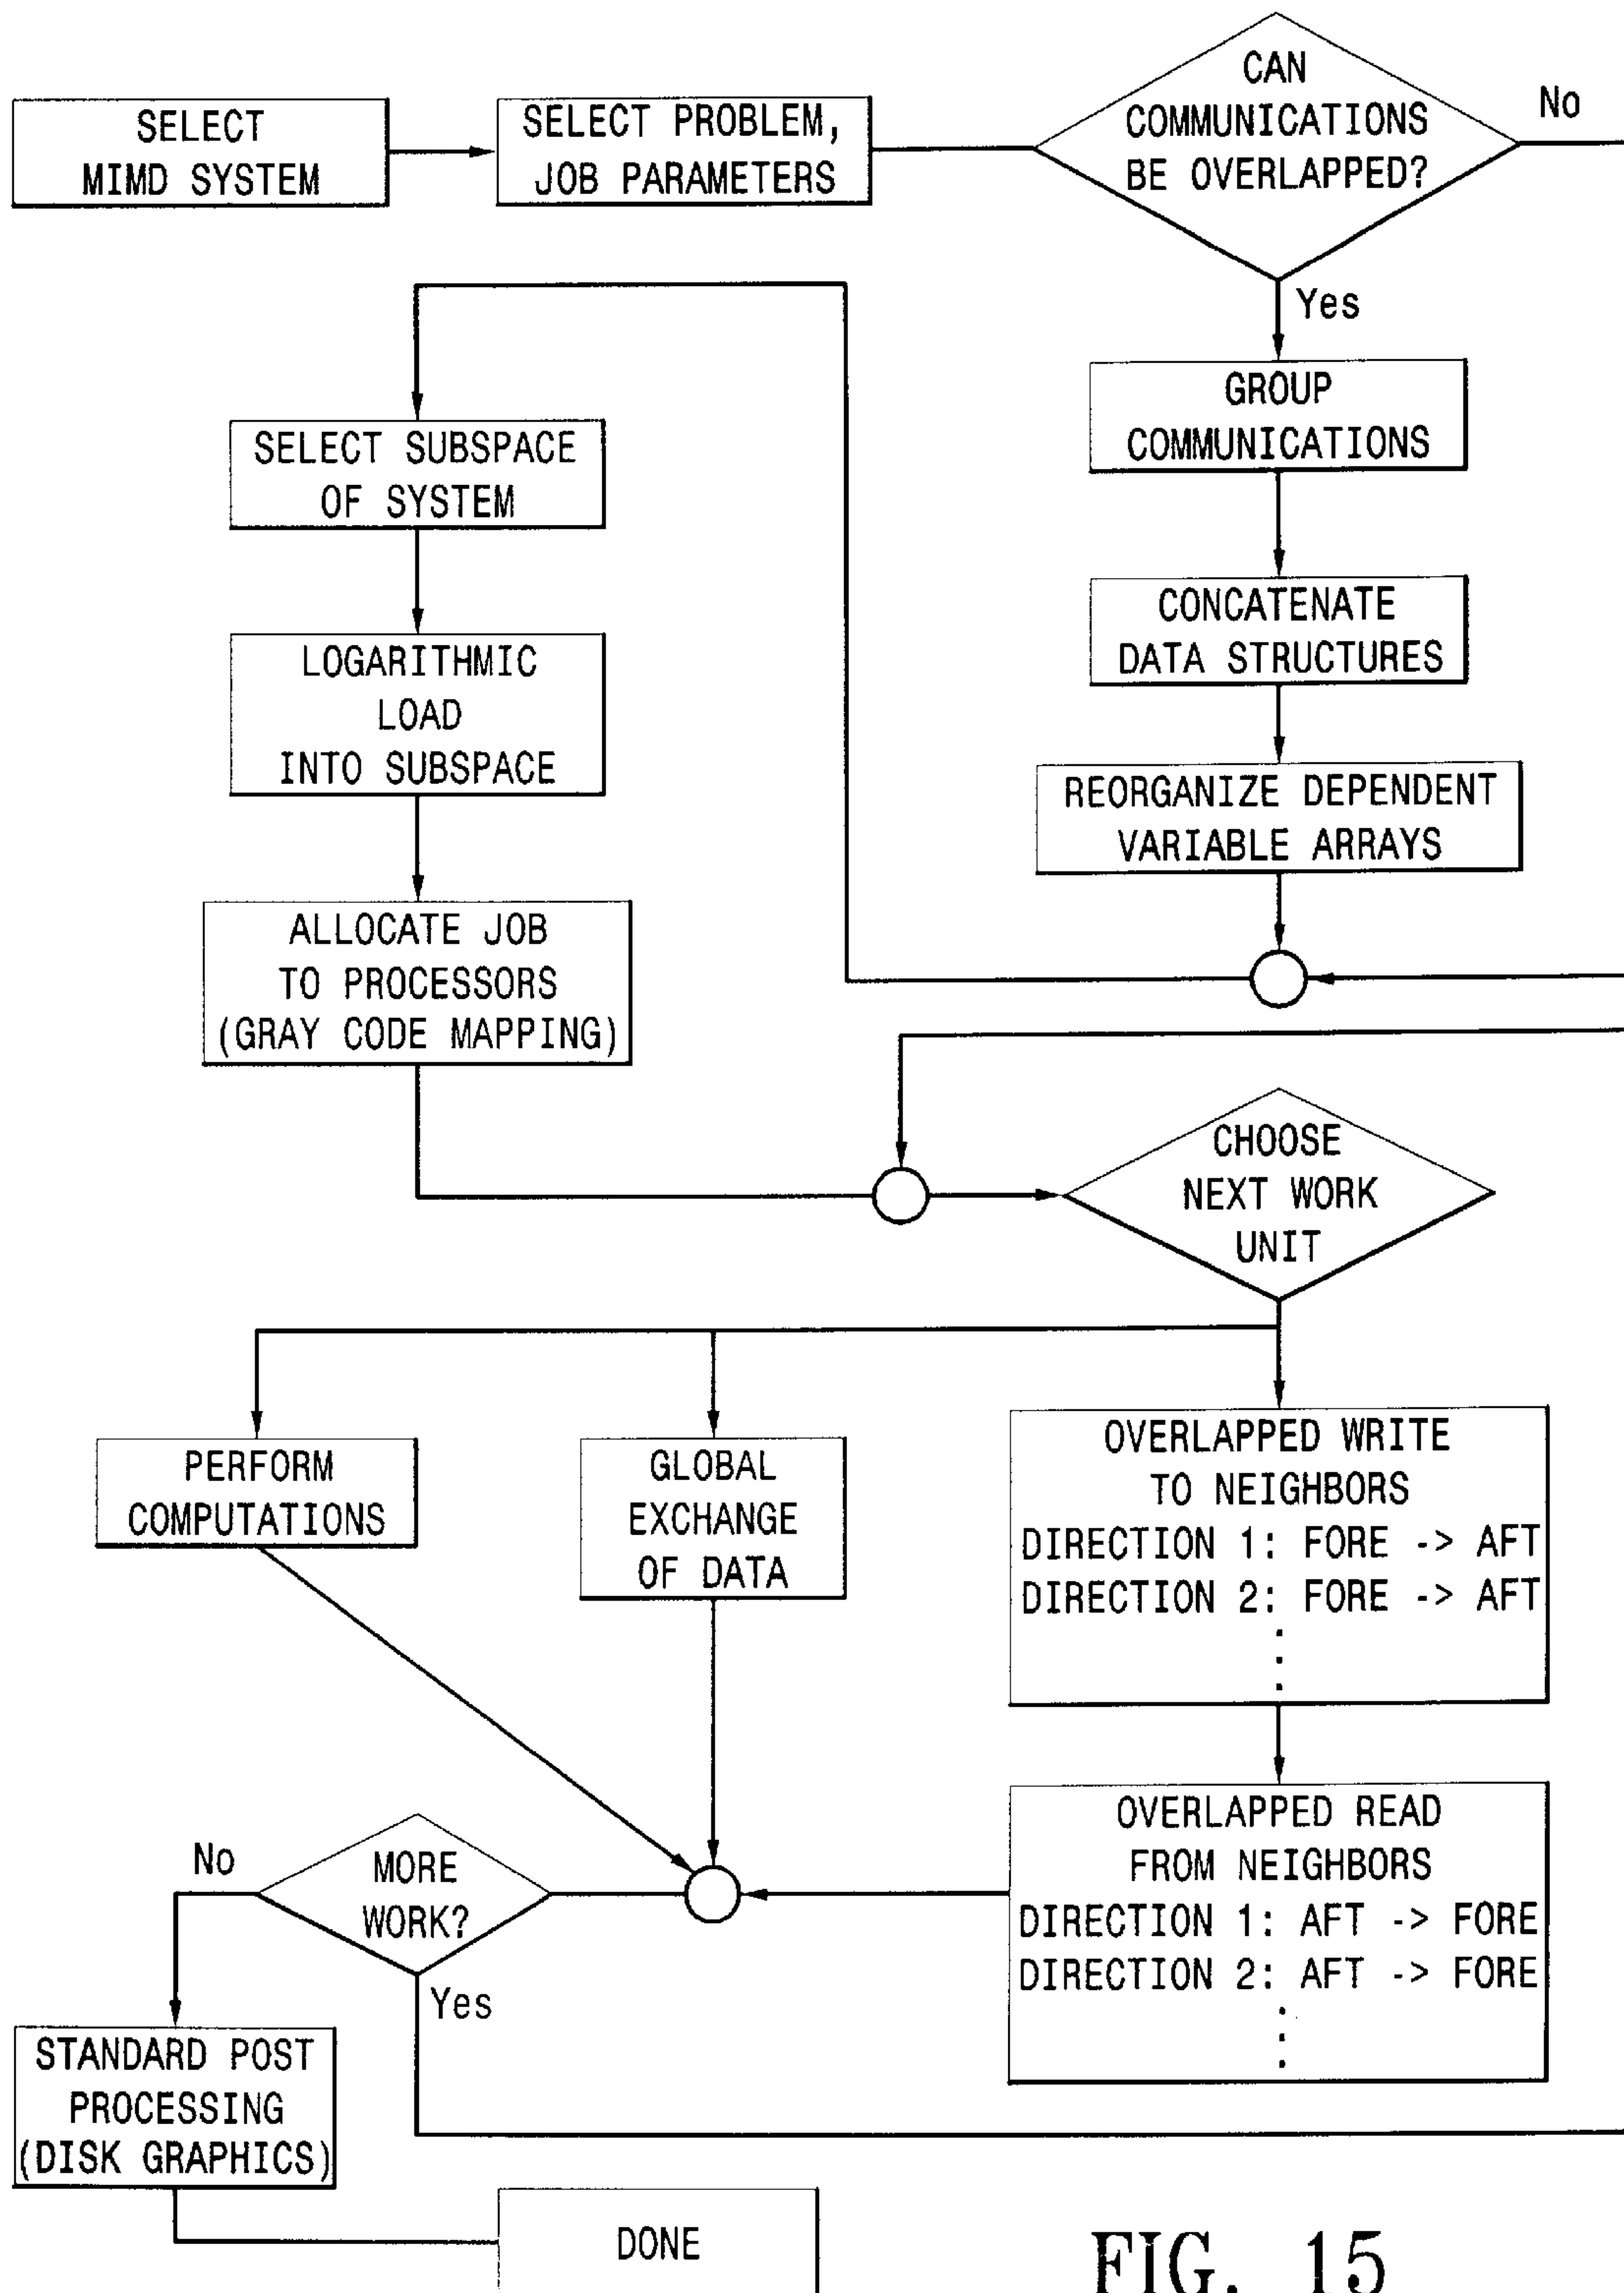 SELECT
MIMD SYSTEM
SELECT PROBLEM,
JOB PARAMETERS
CAN
COMMUNICATIONS
BE OVERLAPPED?
No
Yes
GROUP
COMMUNICATIONS
CONCATENATE
DATA STRUCTURES
REORGANIZE DEPENDENT
VARIABLE ARRAYS
SELECT SUBSPACE
OF SYSTEM
LOGARITHMIC
LOAD
INTO SUBSPACE
ALLOCATE JOB
TO PROCESSORS
(GRAY CODE MAPPING)
CHOOSE
NEXT WORK
UNIT
PERFORM
COMPUTATIONS
GLOBAL
EXCHANGE
OF DATA
OVERLAPPED WRITE
TO NEIGHBORS
DIRECTION 1: FORE -> AFT
DIRECTION 2: FORE -> AFT
OVERLAPPED READ
FROM NEIGHBORS
DIRECTION 1: AFT -> FORE
DIRECTION 2: AFT -> FORE
MORE
WORK?
No
Yes
STANDARD POST
PROCESSING
(DISK GRAPHICS)
DONE
FIG. 15